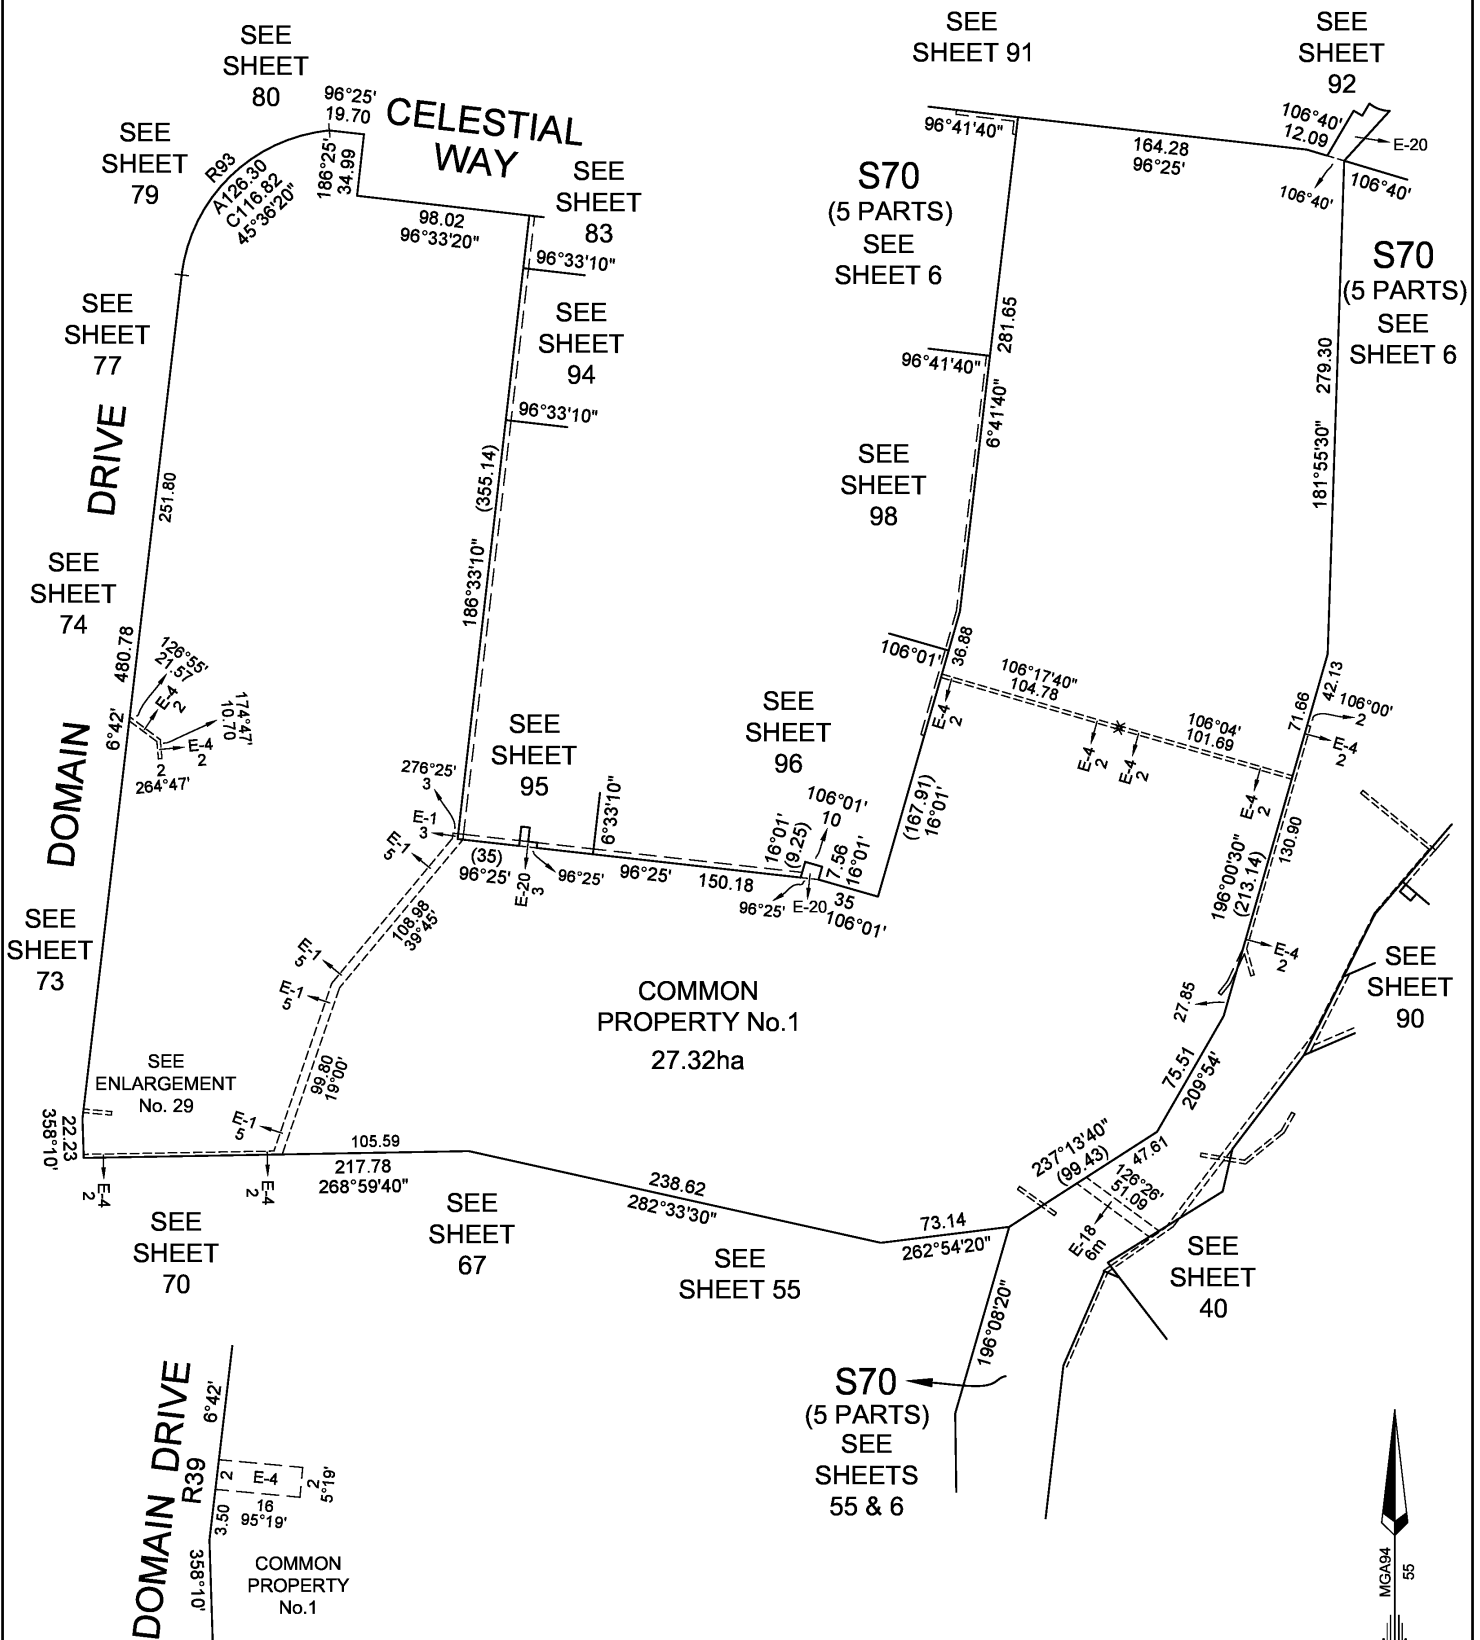 SEE
SHEET
80
96°25'
19.70
CELESTIAL
WAY
SEE
SHEET 91
SEE
SHEET
92
SEE
SHEET
79
R93
A126.30
C116.82
45°36'20"
186°25'
34.99
98.02
96°33'20"
SEE
SHEET
83
96°33'10"
96°41'40"
164.28
96°25'
106°40'
12.09
E-20
106°40'
106°40'
S70
(5 PARTS)
SEE
SHEET 6
S70
(5 PARTS)
SEE
SHEET 6
SEE
SHEET
77
SEE
SHEET
94
96°33'10"
281.65
6°41'40"
96°41'40"
279.30
181°55'30"
DRIVE
251.80
(355.14)
186°33'10"
SEE
SHEET
98
SEE
SHEET
74
480.78
6°42'
126°55'
21.57
E-4
2
174°47'
10.70
E-4
2
2
264°47'
DOMAIN
106°01'
36.88
106°17'40"
104.78
E-4
2
106°04'
101.69
E-4
2
E-4
2
E-4
2
71.66
42.13
106°00'
2
E-4
2
SEE
SHEET
95
SEE
SHEET
96
276°25'
3
E-1
3
E-1
5
(35)
96°25'
E-20
3
96°25'
6°33'10"
96°25'
150.18
16°01'
(9.25)
106°01'
10
7.56
16°01'
96°25'
E-20
35
106°01'
(167.91)
16°01'
130.90
196°00'30"
(213.14)
E-4
2
SEE
SHEET
73
108.98
39°45'
E-1
5
E-1
5
COMMON
PROPERTY No.1
27.32ha
27.85
SEE
SHEET
90
SEE
ENLARGEMENT
No. 29
99.80
19°00'
75.51
209°54'
22.23
358°10'
E-1
5
E-4
2
E-4
2
105.59
217.78
268°59'40"
238.62
282°33'30"
73.14
262°54'20"
237°13'40"
(99.43)
47.61
126°26'
51.09
E-18
6m
SEE
SHEET
70
SEE
SHEET
67
SEE
SHEET 55
SEE
SHEET
40
196°08'20"
S70
(5 PARTS)
SEE
SHEETS
55 & 6
DOMAIN DRIVE
R39
6°42'
2
E-4
2
5°19'
16
95°19'
3.50
358°10'
COMMON
PROPERTY
No.1
MGA94
55